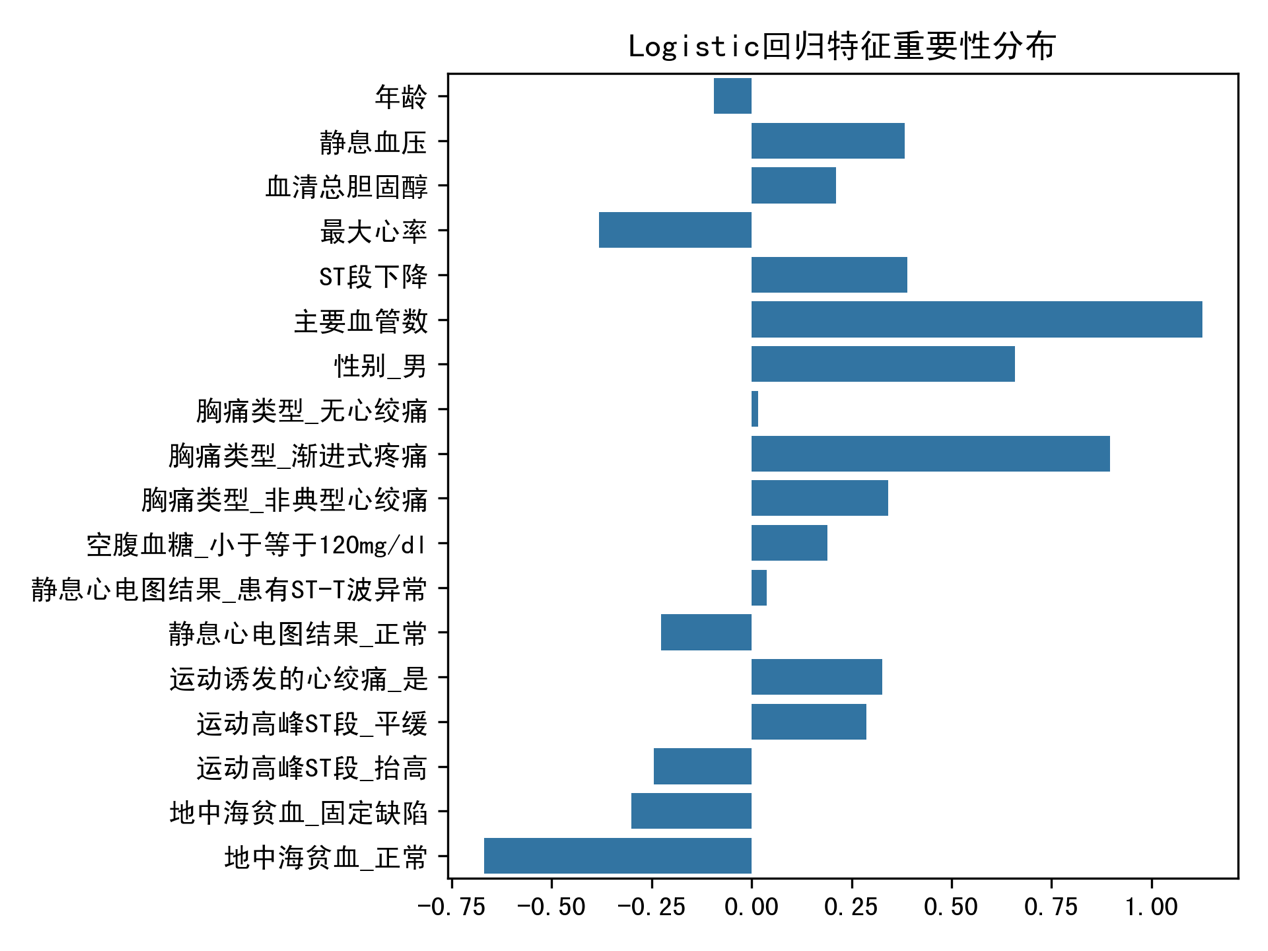 Logistic回归特征重要性分布
年龄
静息血压
血清总胆固醇
最大心率
ST段下降
主要血管数
性别_男
胸痛类型_无心绞痛
胸痛类型_渐进式疼痛
胸痛类型_非典型心绞痛
空腹血糖_小于等于120mg/dl
静息心电图结果_患有ST-T波异常
静息心电图结果_正常
运动诱发的心绞痛_是
运动高峰ST段_平缓
运动高峰ST段_抬高
地中海贫血_固定缺陷
地中海贫血_正常
-0.75 -0.50 -0.25 0.00 0.25 0.50 0.75 1.00